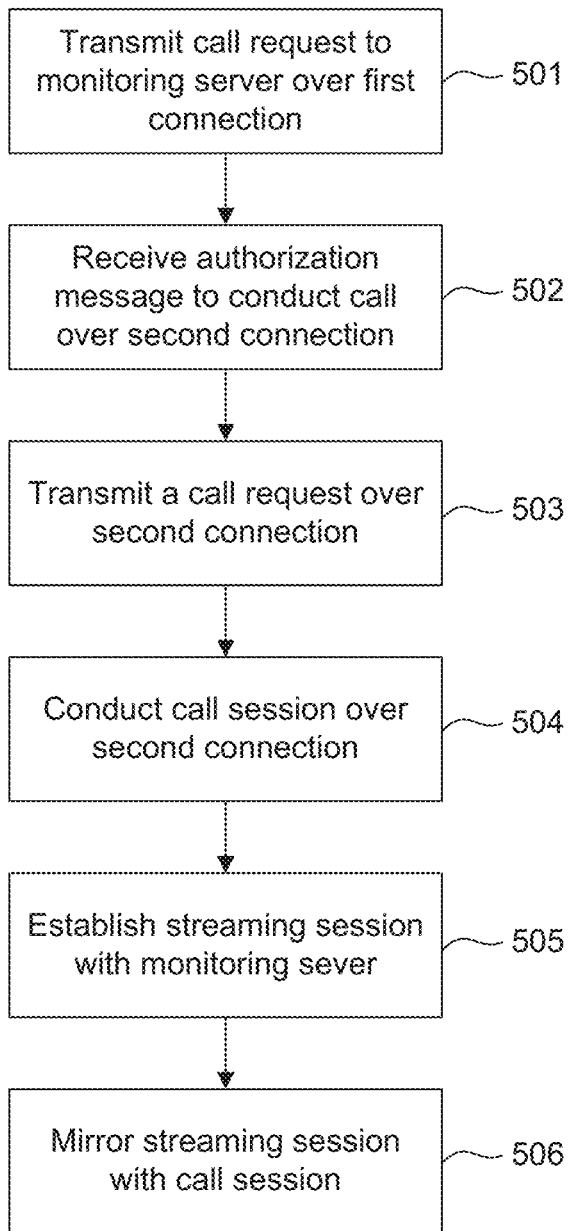 Transmit call request to
monitoring server over first
connection
501
Receive authorization
message to conduct call
over second connection
502
Transmit a call request over
second connection
503
Conduct call session over
second connection
504
Establish streaming session
with monitoring sever
505
Mirror streaming session
with call session
506